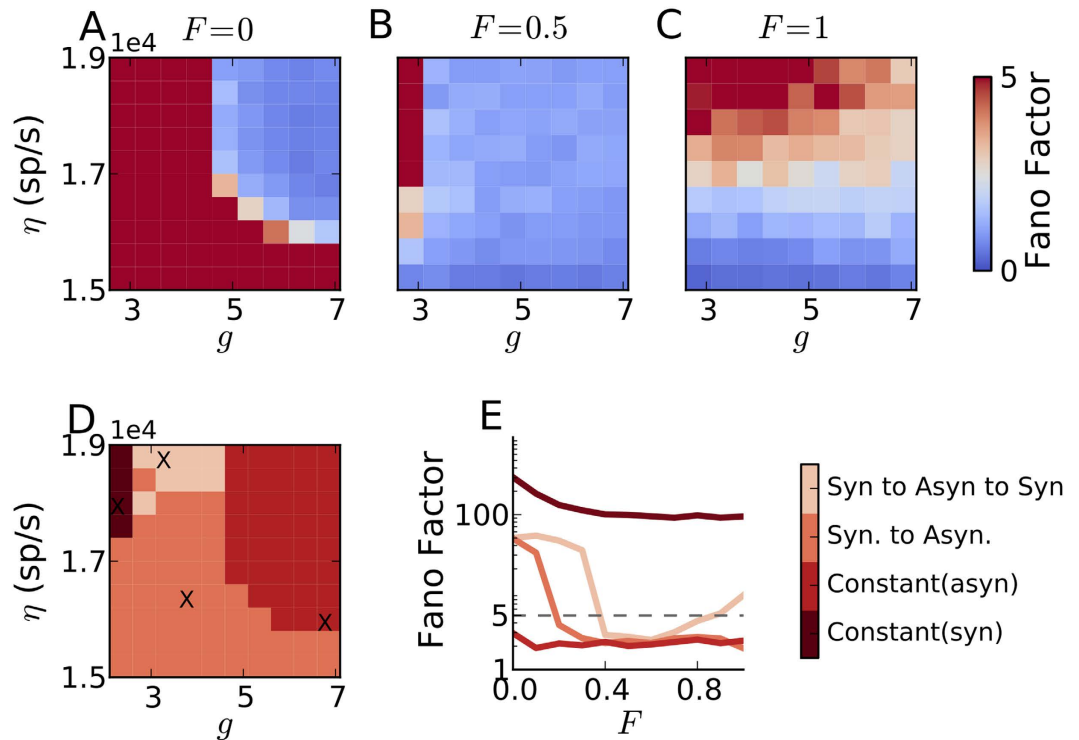 A
F=0
B
F=0.5
C
F=1
1e4
1.9
1.7
1.5
η (sp/s)
3
5
7
g
3
5
7
g
3
5
7
g
5
0
Fano Factor
D
1e4
1.9
1.7
1.5
η (sp/s)
X
X
X
X
3
5
7
g
E
Fano Factor
100
5
1
0.0
0.4
0.8
F
Syn to Asyn to Syn
Syn. to Asyn.
Constant(asyn)
Constant(syn)